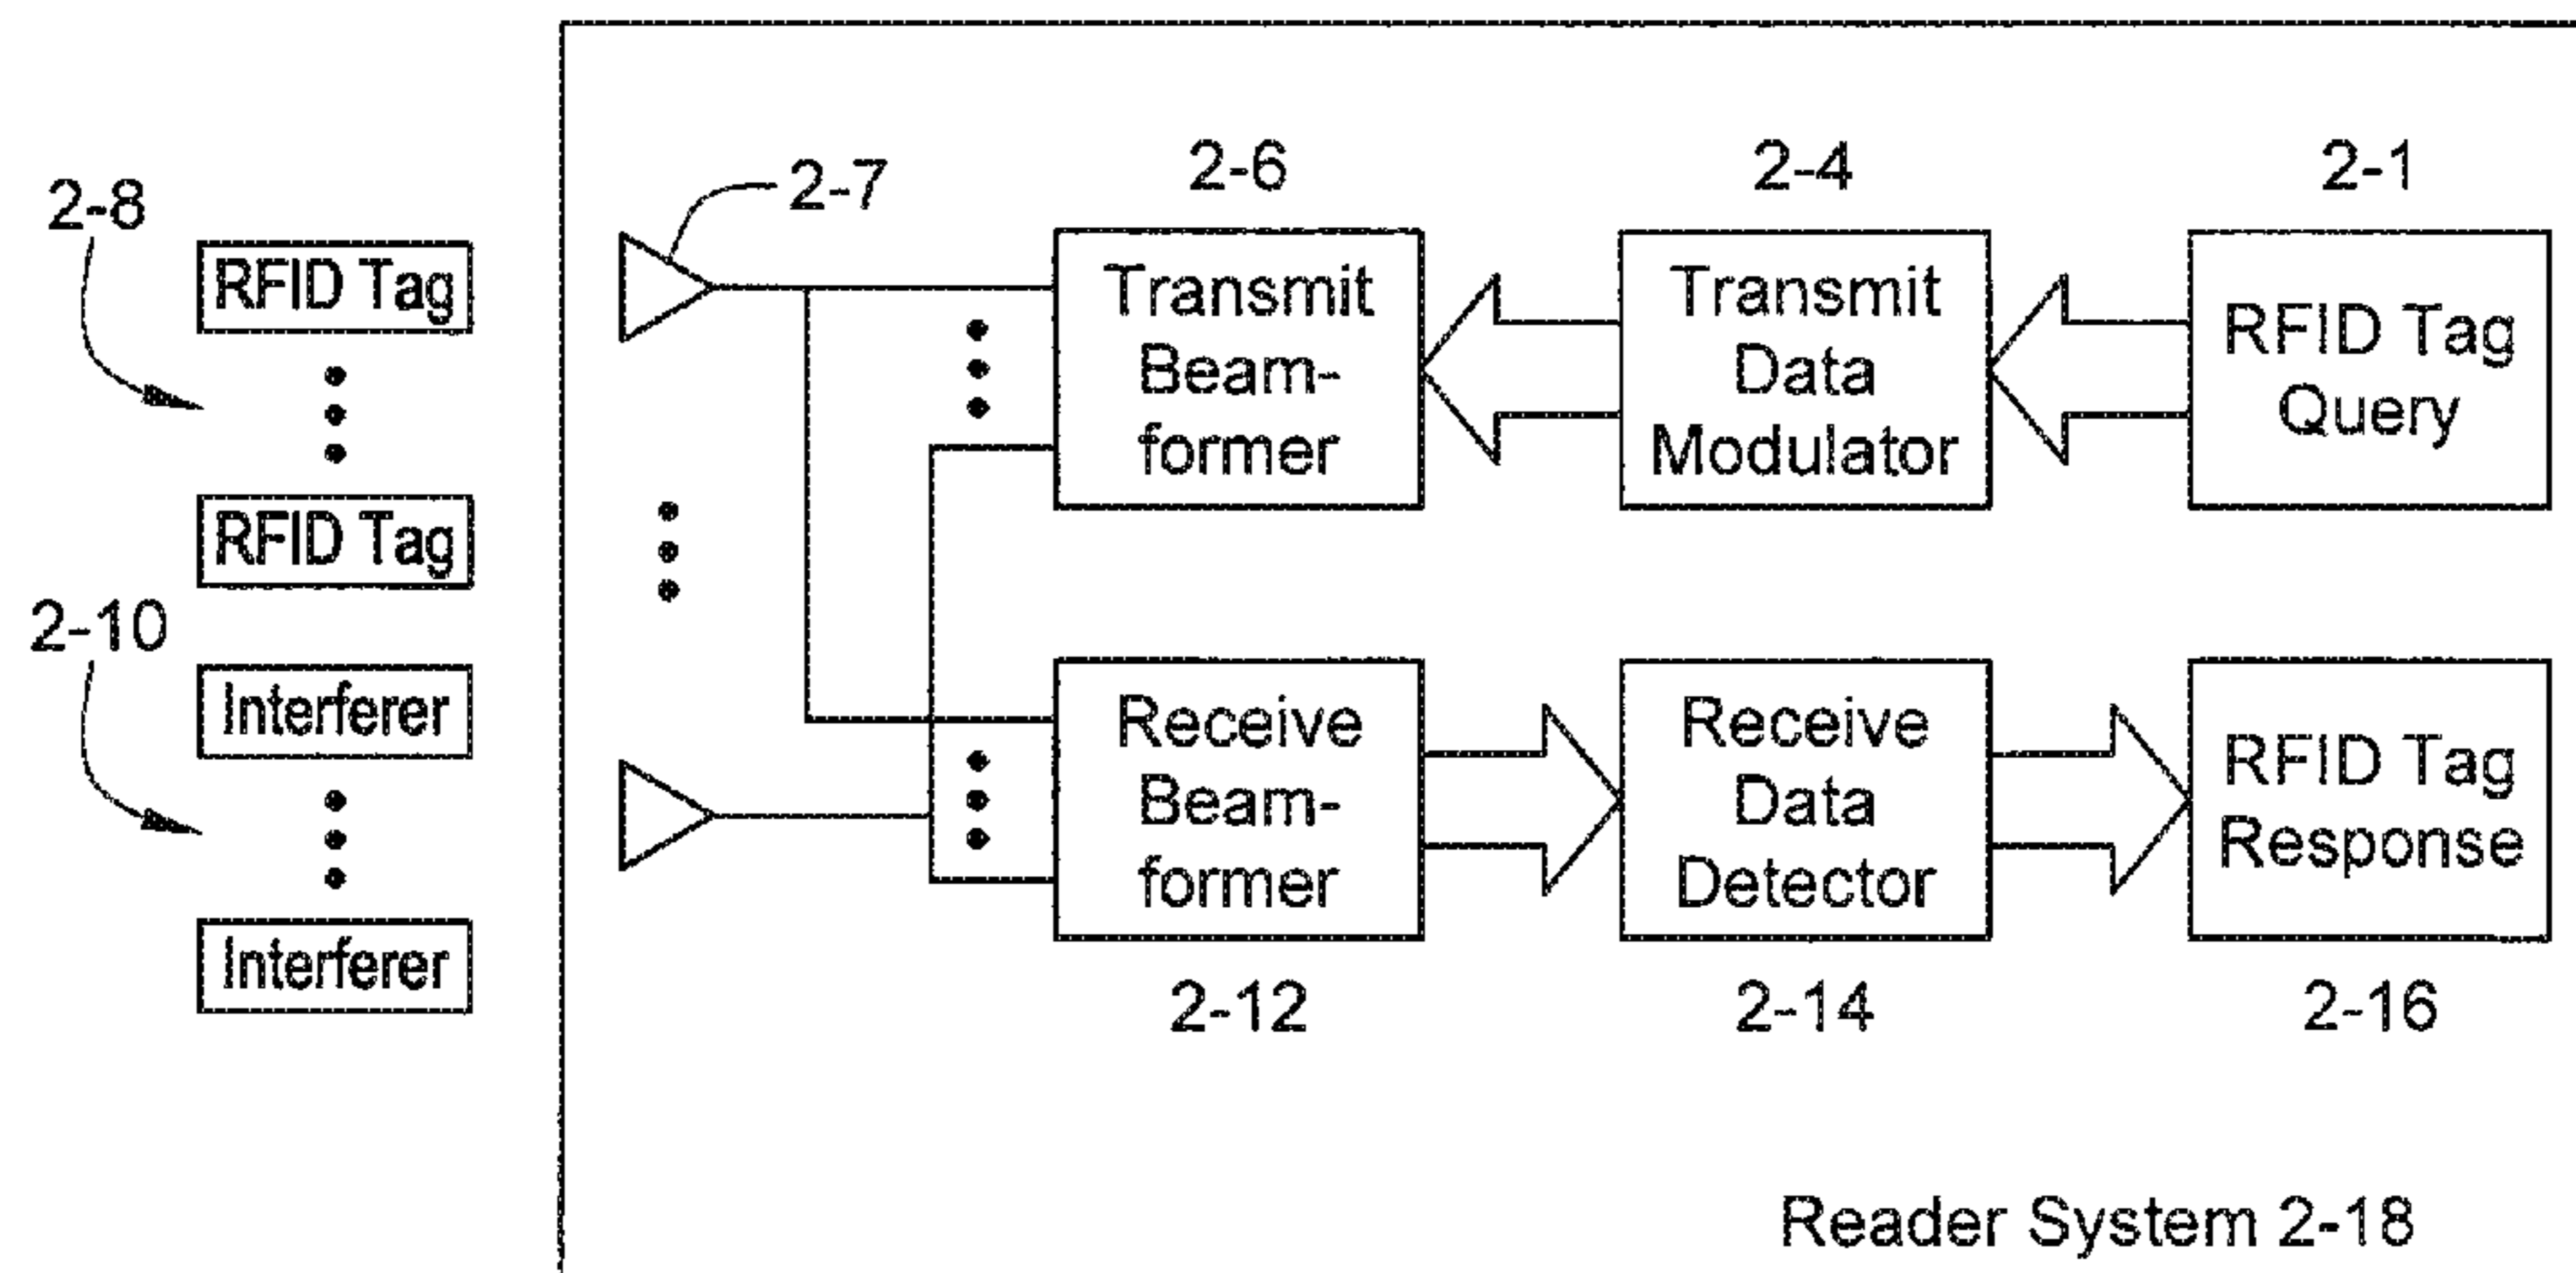 2-8
RFID Tag
RFID Tag
2-10
Interferer
Interferer
2-7
2-6
Transmit
Beam-
former
2-4
Transmit
Data
Modulator
2-1
RFID Tag
Query
Receive
Beam-
former
2-12
Receive
Data
Detector
2-14
RFID Tag
Response
2-16
Reader System 2-18